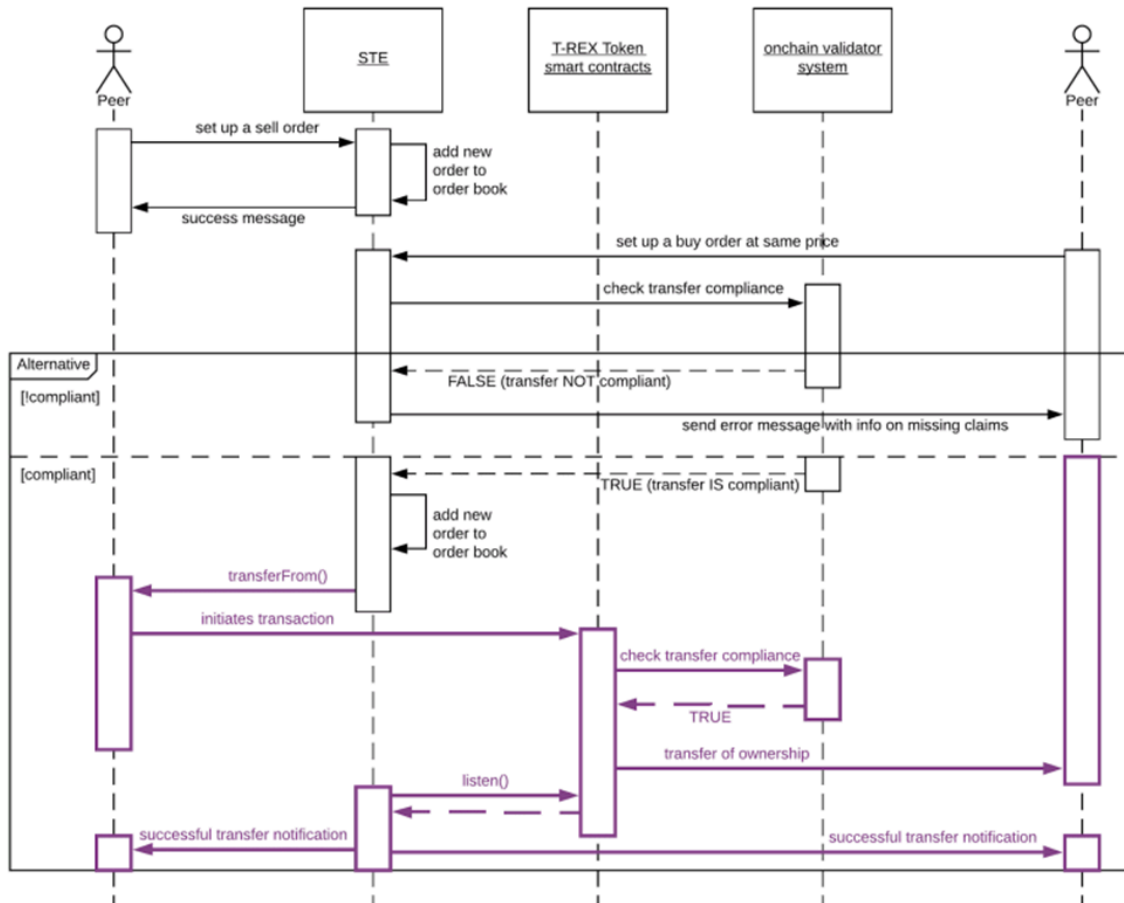 STE
T-REX Token
smart contracts
onchain validator
system
Peer
Peer
set up a sell order
add new
order to
order book
success message
set up a buy order at same price
check transfer compliance
Alternative
FALSE (transfer NOT compliant)
[!compliant]
send error message with info on missing claims
[compliant]
TRUE (transfer IS compliant)
add new
order to
order book
transferFrom()
initiates transaction
check transfer compliance
TRUE
transfer of ownership
listen()
successful transfer notification
successful transfer notification